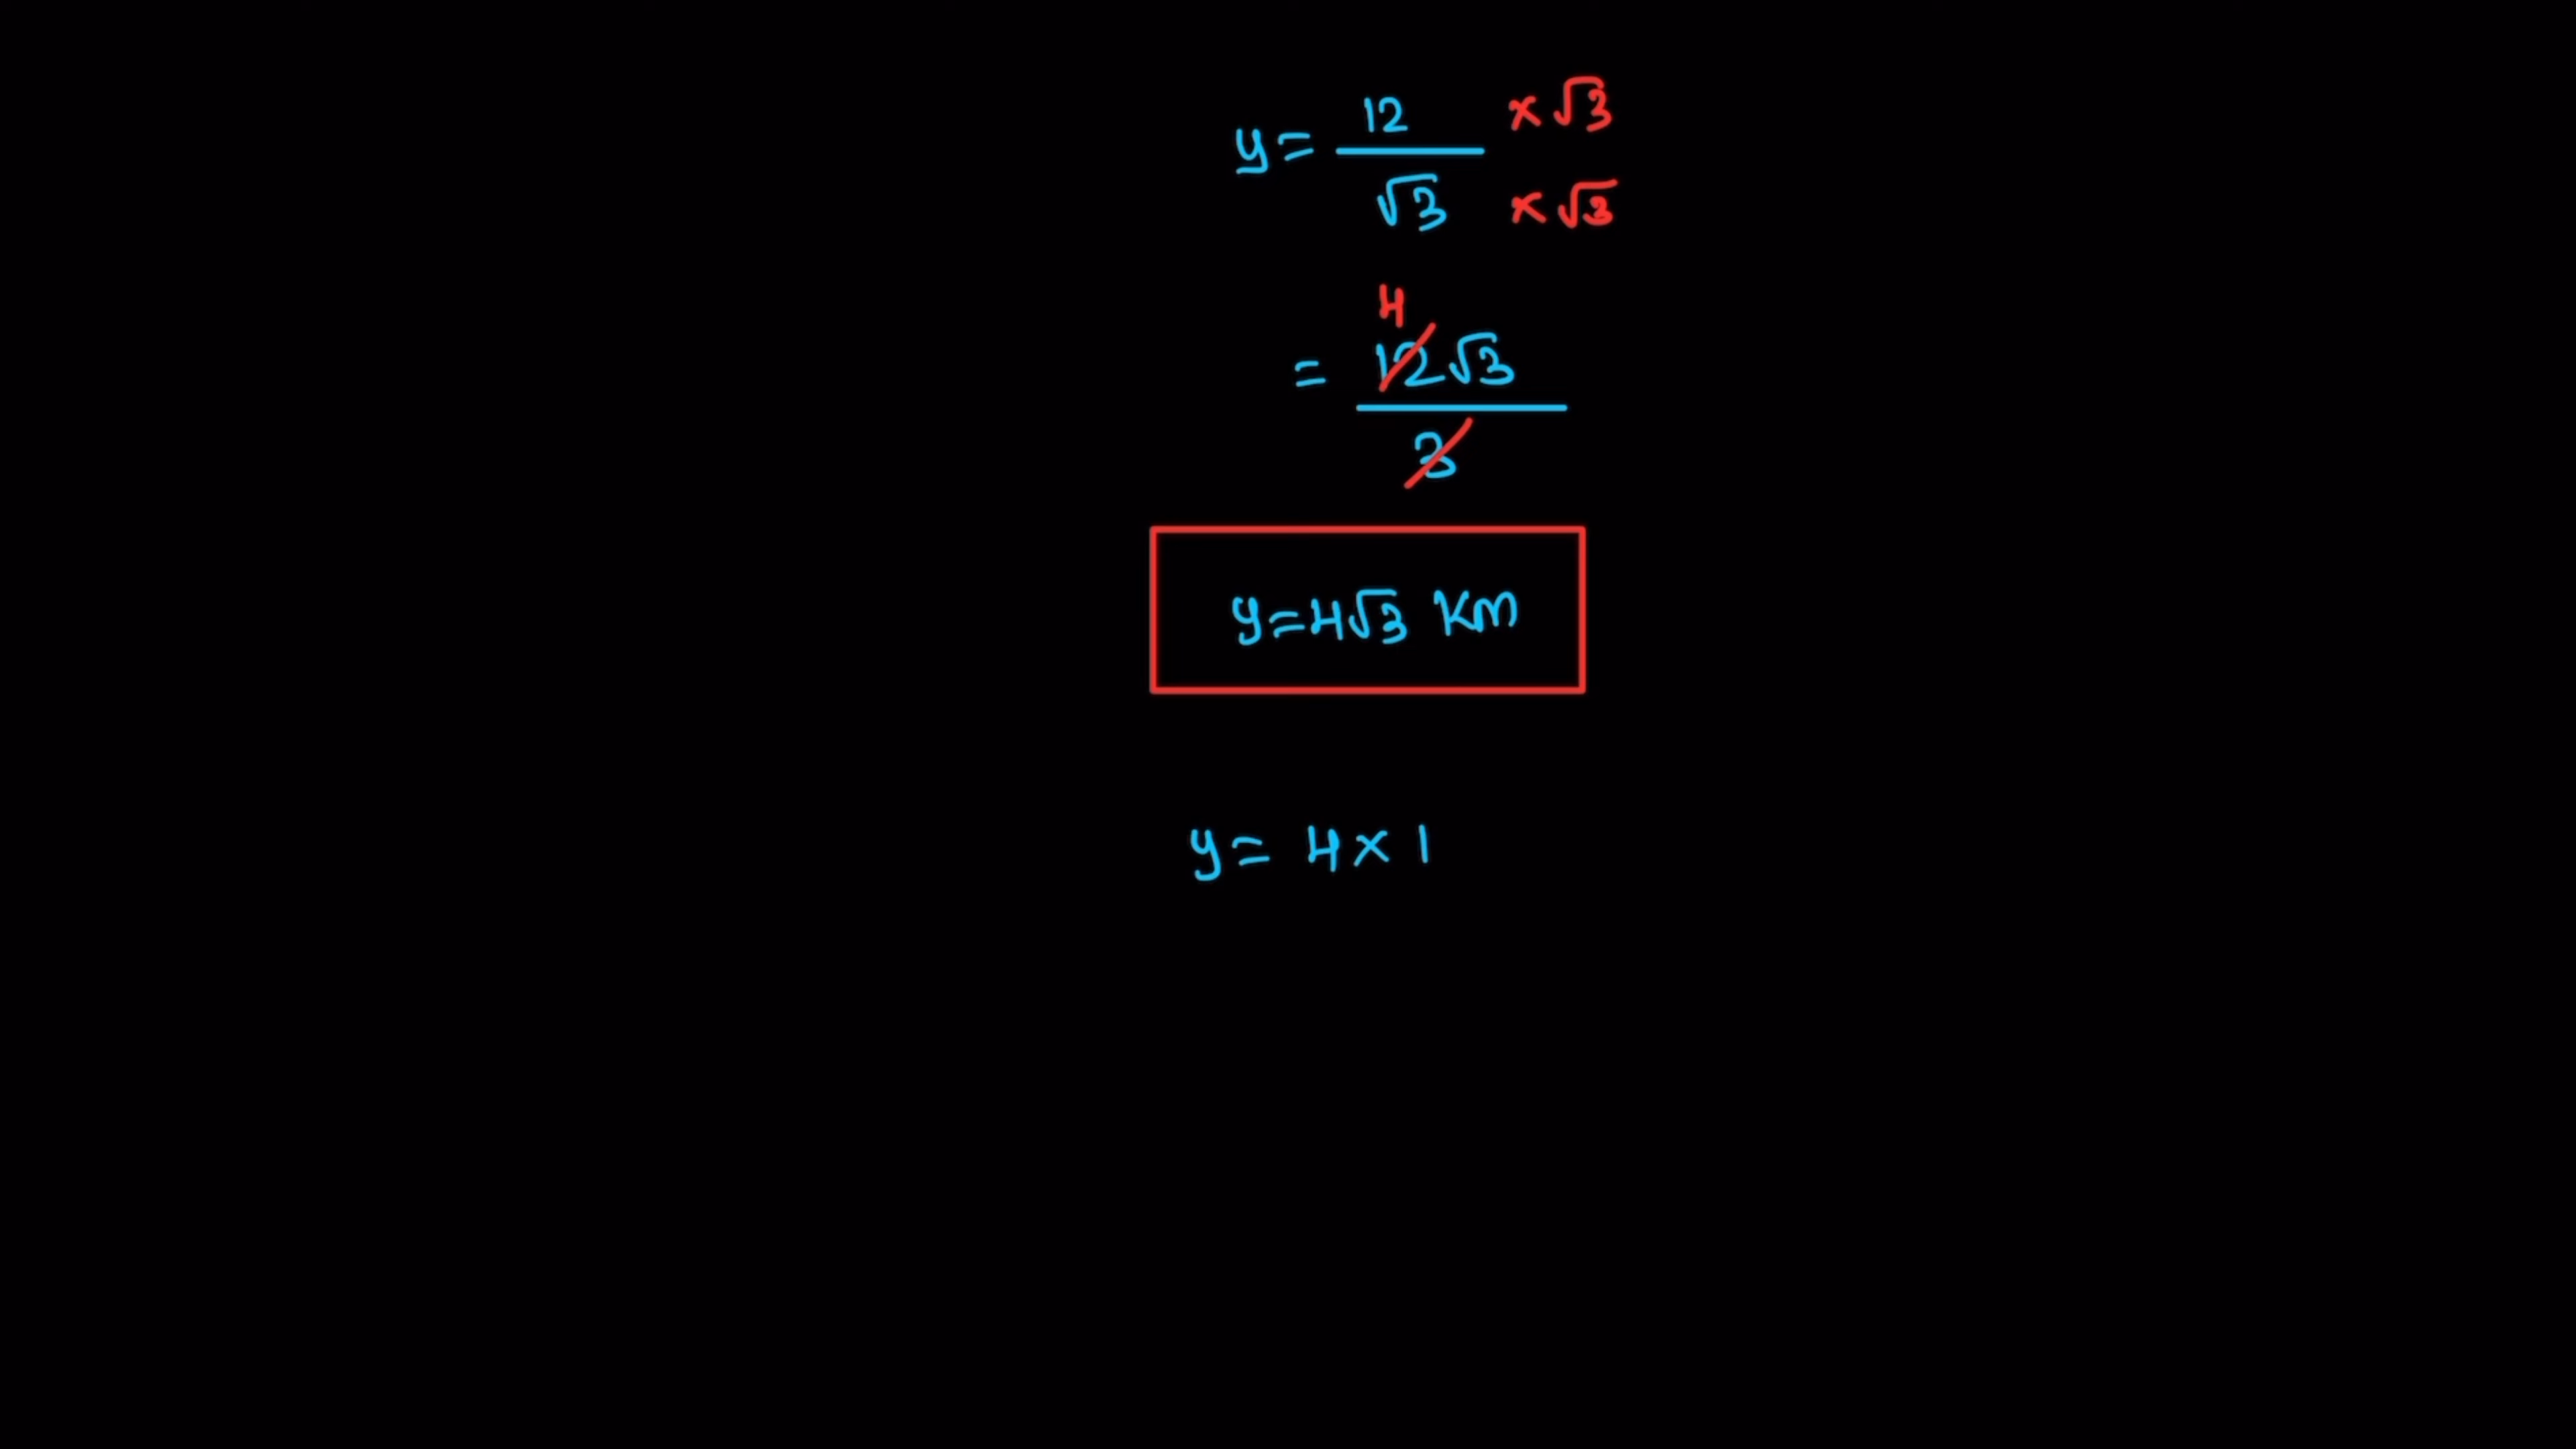 y = 12/√3 ×√3/×√3
4
= 12√3/3
y=4√3 Km
y= 4× 1